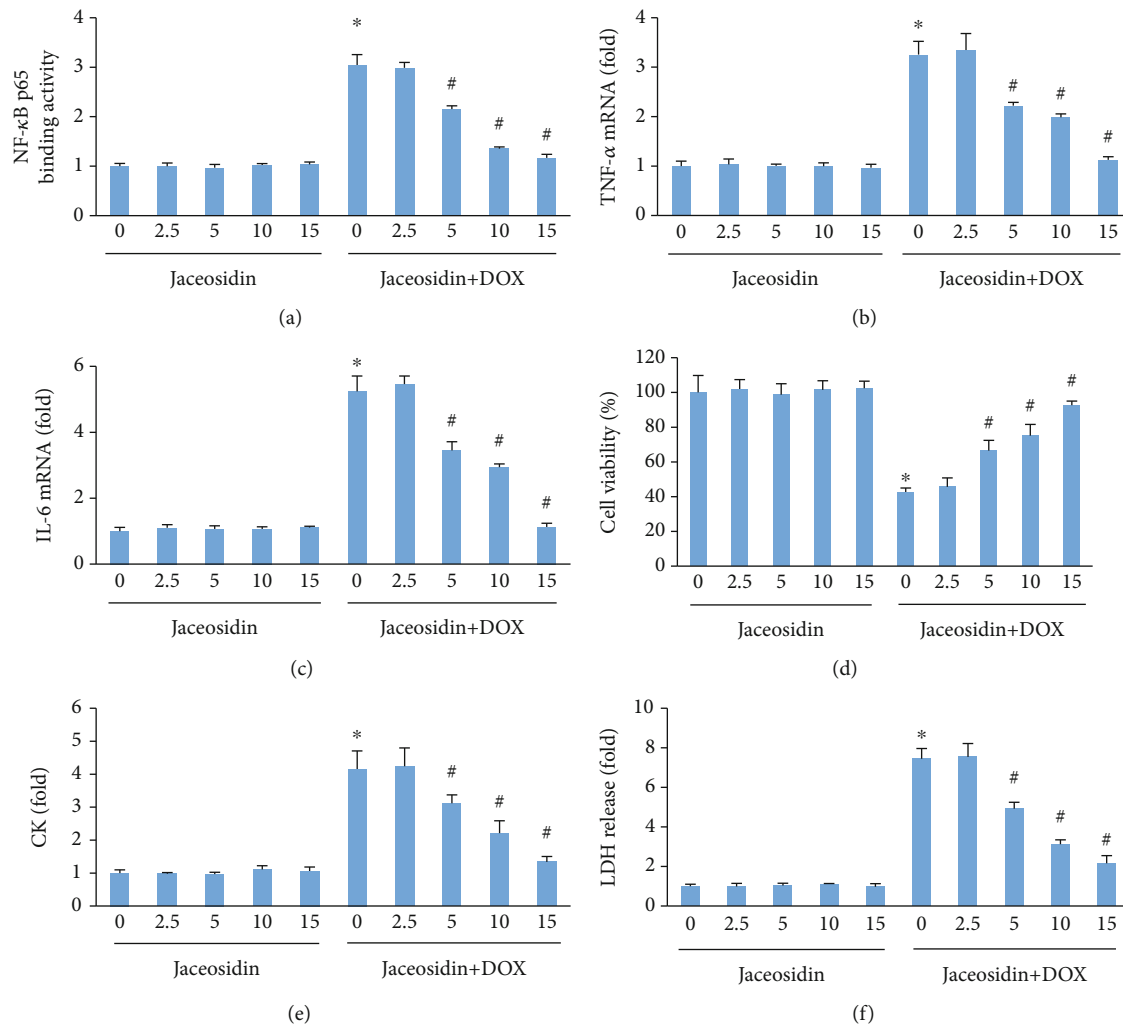 NF-κB p65
binding activity
4
3
2
1
0
*
#
#
#
0 2.5 5 10 15 0 2.5 5 10 15
Jaceosidin Jaceosidin+DOX
(a)
TNF-α mRNA (fold)
4
3
2
1
0
*
#
#
#
0 2.5 5 10 15 0 2.5 5 10 15
Jaceosidin Jaceosidin+DOX
(b)
IL-6 mRNA (fold)
6
4
2
0
*
#
#
#
0 2.5 5 10 15 0 2.5 5 10 15
Jaceosidin Jaceosidin+DOX
(c)
Cell viability (%)
120
100
80
60
40
20
0
*
#
#
#
0 2.5 5 10 15 0 2.5 5 10 15
Jaceosidin Jaceosidin+DOX
(d)
CK (fold)
6
5
4
3
2
1
0
*
#
#
#
0 2.5 5 10 15 0 2.5 5 10 15
Jaceosidin Jaceosidin+DOX
(e)
LDH release (fold)
10
8
6
4
2
0
*
#
#
#
0 2.5 5 10 15 0 2.5 5 10 15
Jaceosidin Jaceosidin+DOX
(f)